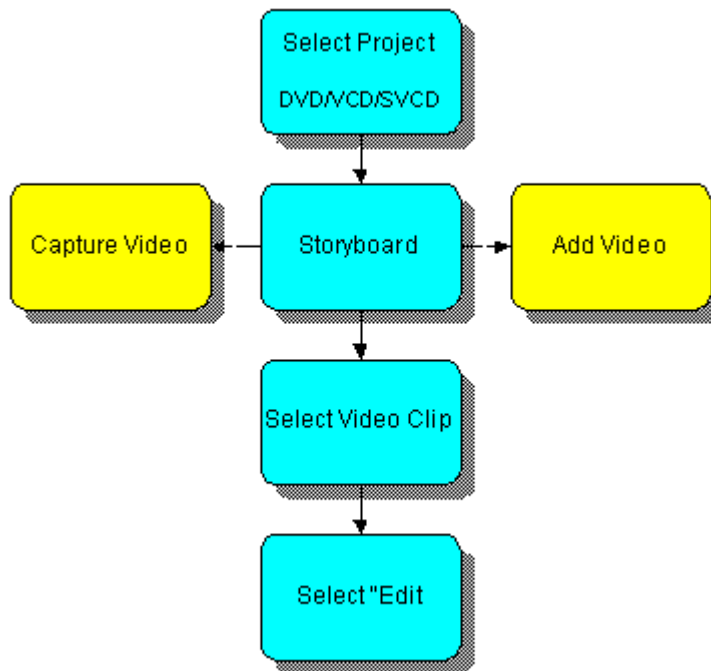 Select Project
DVD/VCD/SVCD
Capture Video
Storyboard
Add Video
Select Video Clip
Select "Edit